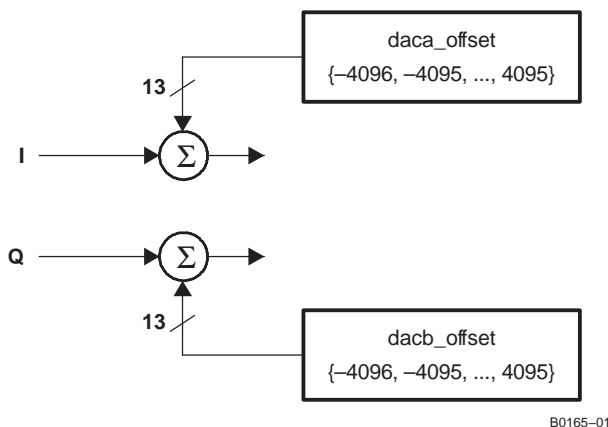 daca_offset
{–4096, –4095, ..., 4095}
13
I
Σ
Q
Σ
13
dacb_offset
{–4096, –4095, ..., 4095}
B0165–01